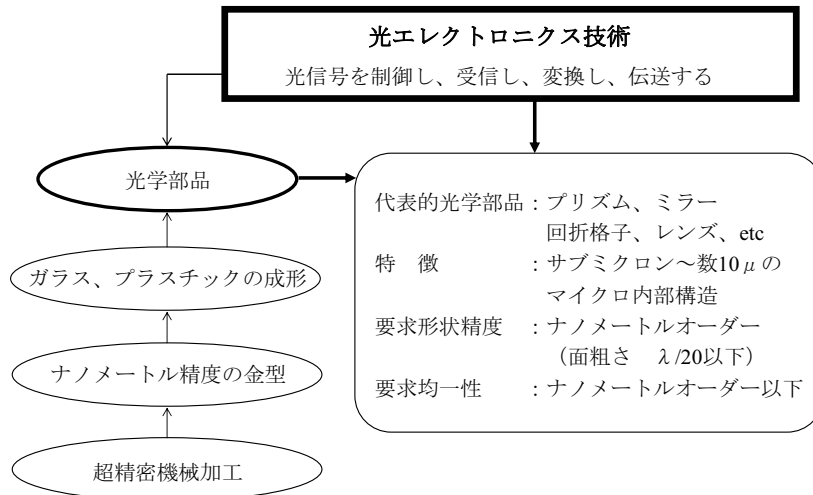 光エレクトロニクス技術
光信号を制御し、受信し、変換し、伝送する
光学部品
ガラス、プラスチックの成形
ナノメートル精度の金型
超精密機械加工
代表的光学部品：プリズム、ミラー
回折格子、レンズ、etc
特　徴　：サブミクロン～数10μの
マイクロ内部構造
要求形状精度　：ナノメートルオーダー
（面粗さ　λ/20以下）
要求均一性　：ナノメートルオーダー以下